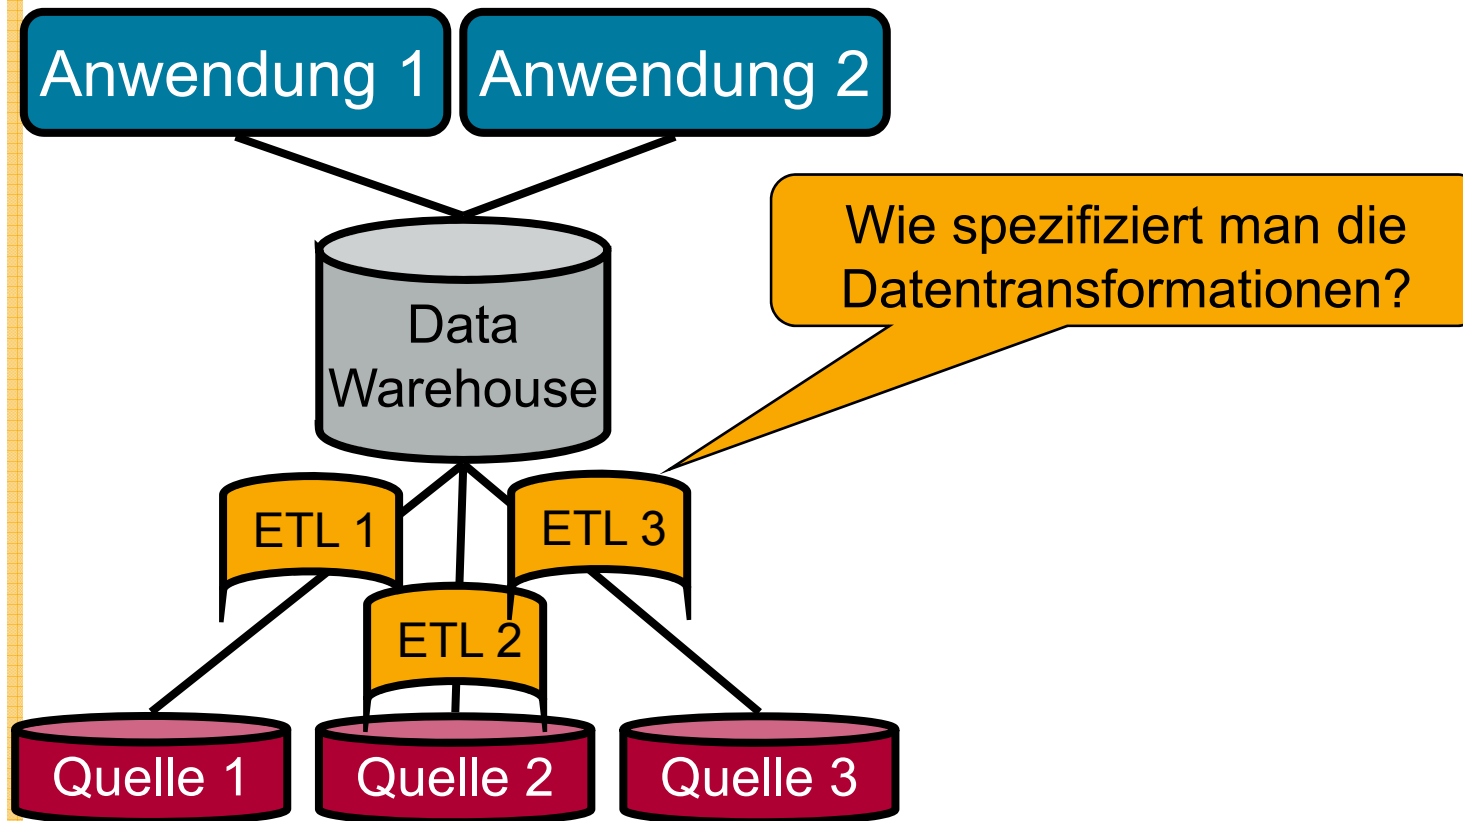 Anwendung 1
Anwendung 2
Wie spezifiziert man die
Datentransformationen?
Data
Warehouse
ETL 1
ETL 3
ETL 2
Quelle 1
Quelle 2
Quelle 3